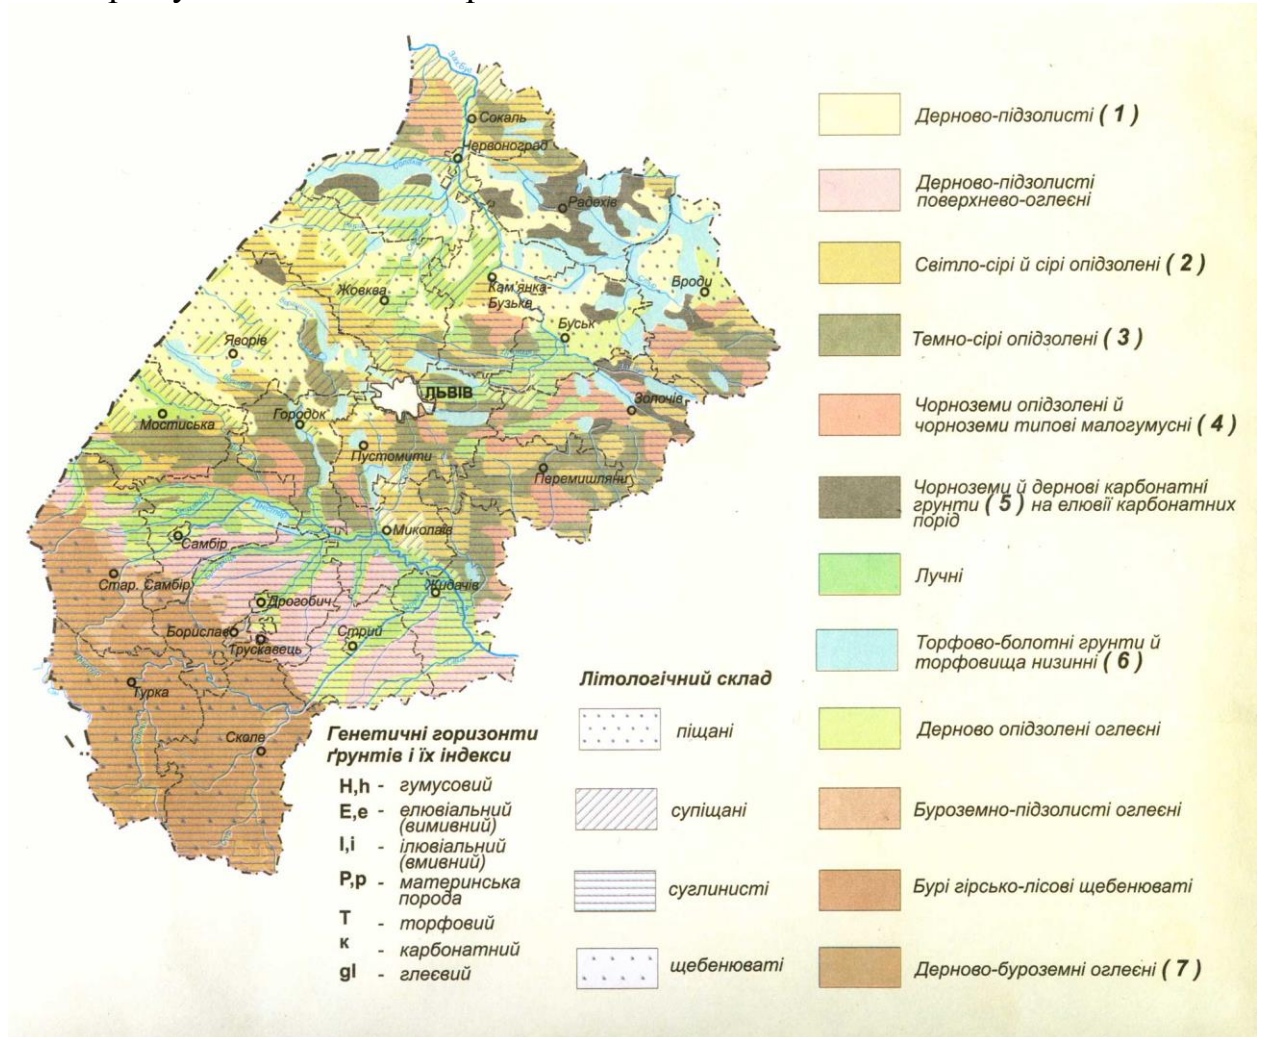 Сокаль
Червоноград
Радехів
Жовква
Кам'янка-
Бузька
Броди
Буськ
Яворів
ЛЬВІВ
Золочів
Городок
Мостиська
Пустомити
Перемишляни
Миколаїв
Самбір
Стар. Самбір
Жидачів
Дрогобич
Борислав
Трускавець
Стрий
Турка
Сколе
Дерново-підзолисті ( 1 )
Дерново-підзолисті
поверхнево-оглеєні
Світло-сірі й сірі опідзолені ( 2 )
Темно-сірі опідзолені ( 3 )
Чорноземи опідзолені й
чорноземи типові малогумусні ( 4 )
Чорноземи й дернові карбонатні
грунти ( 5 ) на елювії карбонатних
порід
Лучні
Торфово-болотні грунти й
торфовища низинні ( 6 )
Дерново опідзолені оглеєні
Буроземно-підзолисті оглеєні
Бурі гірсько-лісові щебенюваті
Дерново-буроземні оглеєні ( 7 )
Літологічний склад
піщані
супіщані
суглинисті
щебенюваті
Генетичні горизонти
ґрунтів і їх індекси
H,h - гумусовий
E,e - елювіальний
(вимивний)
I,i - ілювіальний
(вмивний)
P,p - материнська
порода
T - торфовий
к - карбонатний
gl - глеєвий